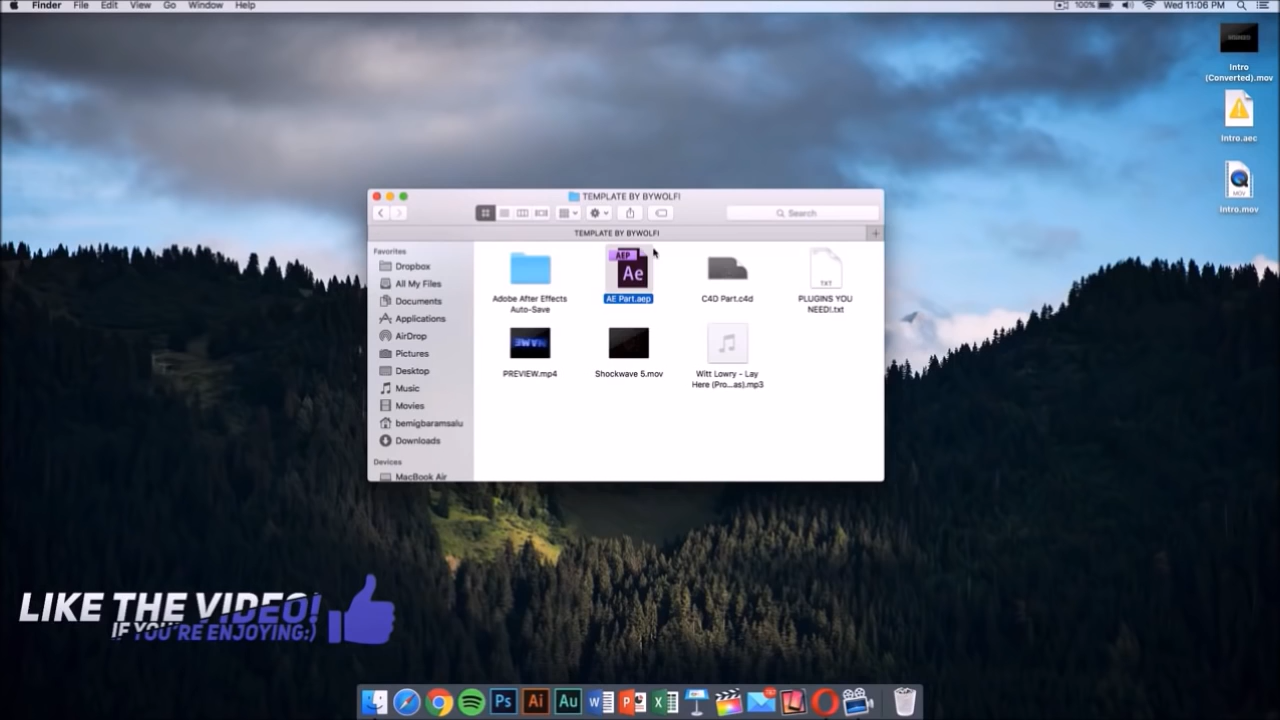 Finder File Edit View Go Window Help
100% Wed 11:06 PM
Intro
(Converted).mov
Intro.aec
MOV
Intro.mov
TEMPLATE BY BYWOLFI
Search
TEMPLATE BY BYWOLFI
Favorites
Dropbox
All My Files
Documents
Applications
AirDrop
Pictures
Desktop
Music
Movies
bemigbaramsalu
Downloads
Devices
MacBook Air
Adobe After Effects
Auto-Save
AEP
Ae
AE Part.aep
C4D Part.c4d
TXT
PLUGINS YOU
NEED!.txt
PREVIEW.mp4
Shockwave 5.mov
Witt Lowry - Lay
Here (Pro...as).mp3
LIKE THE VIDEO!
IF YOU'RE ENJOYING:)
Ps Ai Au W P X